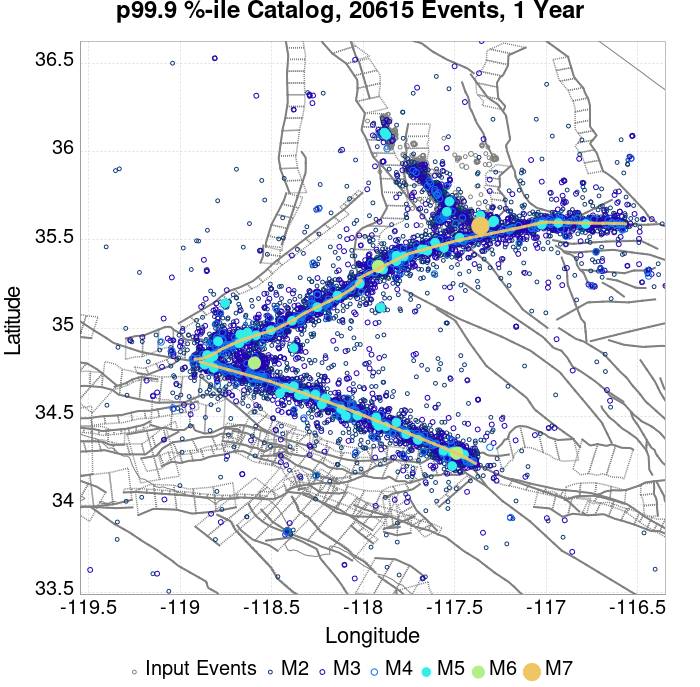 p99.9 %-ile Catalog, 20615 Events, 1 Year
36.5
36
35.5
35
34.5
34
33.5
Latitude
-119.5 -119 -118.5 -118 -117.5 -117 -116.5
Longitude
Input Events M2 M3 M4 M5 M6 M7